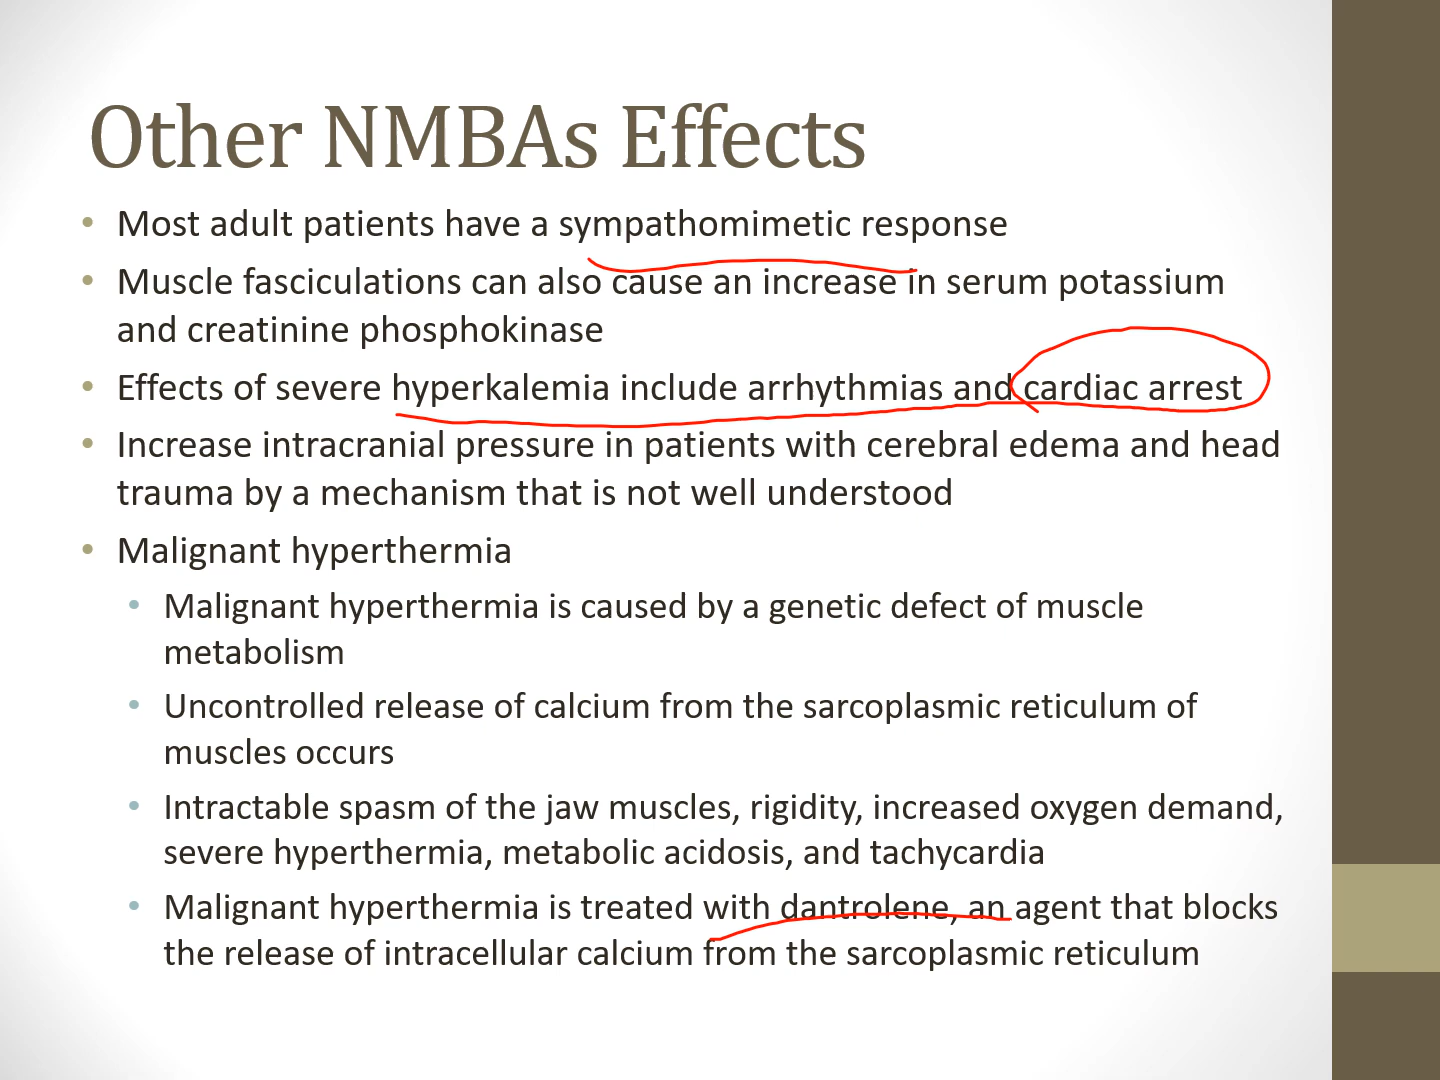 Other NMBAs Effects
• Most adult patients have a sympathomimetic response
• Muscle fasciculations can also cause an increase in serum potassium
and creatinine phosphokinase
• Effects of severe hyperkalemia include arrhythmias and cardiac arrest
• Increase intracranial pressure in patients with cerebral edema and head
trauma by a mechanism that is not well understood
• Malignant hyperthermia
• Malignant hyperthermia is caused by a genetic defect of muscle
metabolism
• Uncontrolled release of calcium from the sarcoplasmic reticulum of
muscles occurs
• Intractable spasm of the jaw muscles, rigidity, increased oxygen demand,
severe hyperthermia, metabolic acidosis, and tachycardia
• Malignant hyperthermia is treated with dantrolene, an agent that blocks
the release of intracellular calcium from the sarcoplasmic reticulum